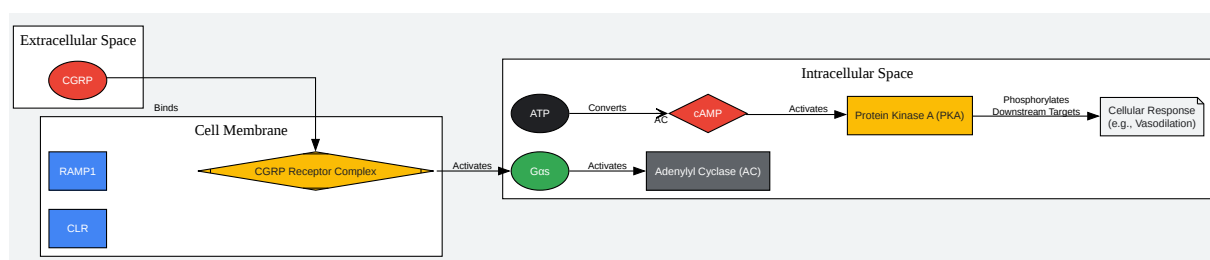 Extracellular Space
CGRP
Binds
Cell Membrane
RAMP1
CGRP Receptor Complex
CLR
Activates
Intracellular Space
ATP
Converts
AC
cAMP
Activates
Protein Kinase A (PKA)
Phosphorylates
Downstream Targets
Cellular Response
(e.g., Vasodilation)
Gαs
Activates
Adenylyl Cyclase (AC)